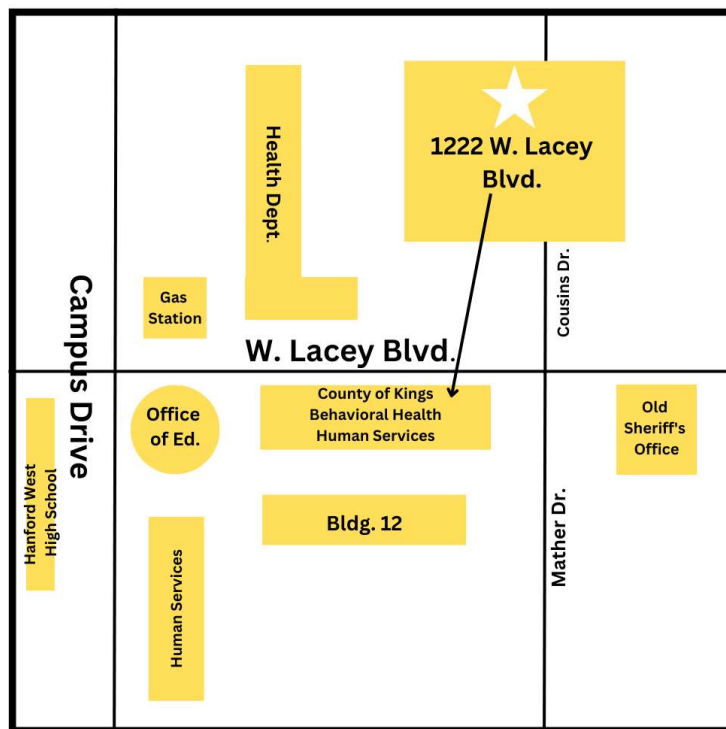 1222 W. Lacey
Blvd.
Health Dept.
Gas
Station
Cousins Dr.
Campus Drive
W. Lacey Blvd.
County of Kings
Behavioral Health
Human Services
Office
of Ed.
Old
Sheriff's
Office
Hanford West
High School
Bldg. 12
Mather Dr.
Human Services